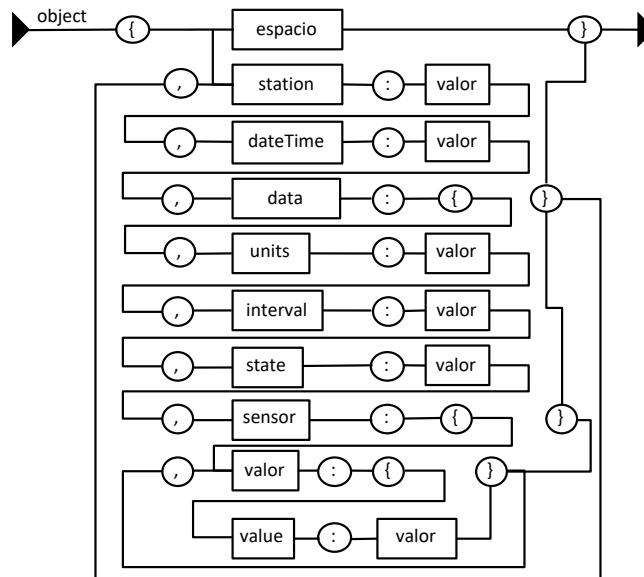 object { espacio }
, station : valor
, dateTime : valor
, data : { }
, units : valor
, interval : valor
, state : valor
, sensor : { }
, valor : { }
value : valor